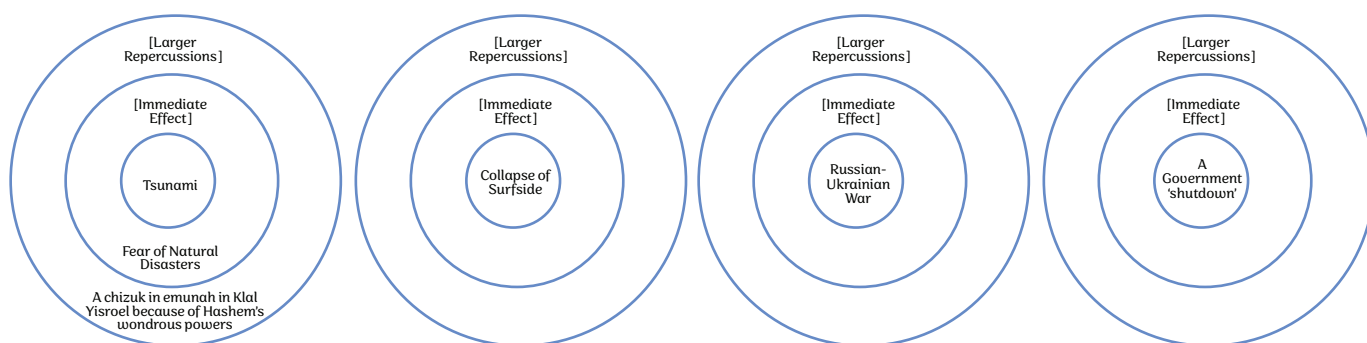 [Larger
Repercussions]
[Immediate
Effect]
Tsunami
Fear of Natural
Disasters
A chizuk in emunah in Klal
Yisroel because of Hashem's
wondrous powers
[Larger
Repercussions]
[Immediate
Effect]
Collapse of
Surfside
[Larger
Repercussions]
[Immediate
Effect]
Russian-
Ukrainian
War
[Larger
Repercussions]
[Immediate
Effect]
A
Government
'shutdown'